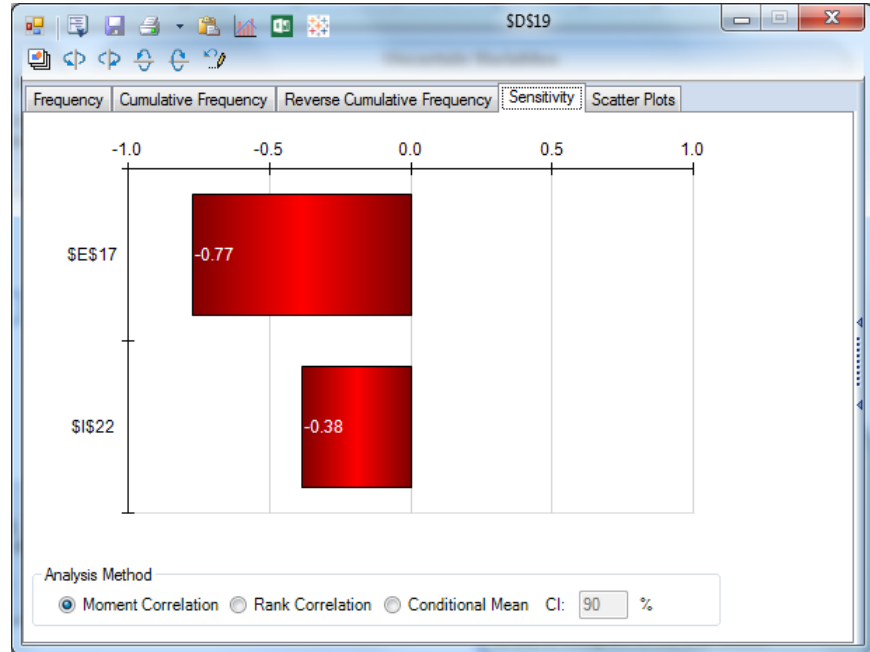 $D$19
Frequency Cumulative Frequency Reverse Cumulative Frequency Sensitivity Scatter Plots
-1.0 -0.5 0.0 0.5 1.0
$E$17 -0.77
$I$22 -0.38
Analysis Method
Moment Correlation Rank Correlation Conditional Mean CI: 90 %